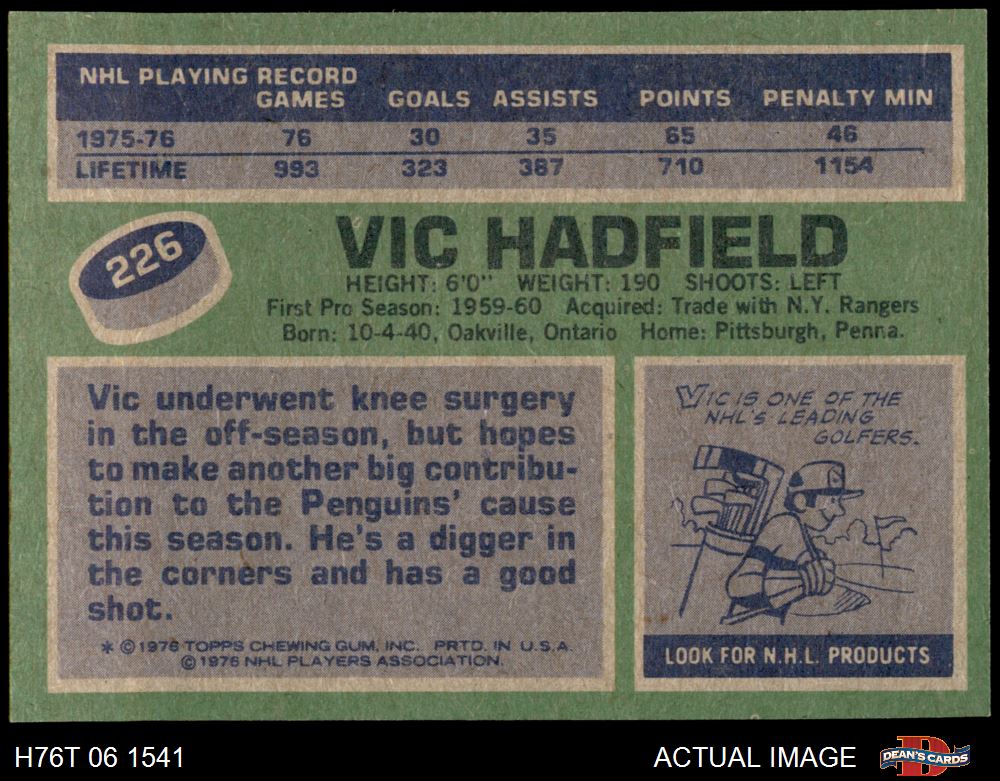 NHL PLAYING RECORD
GAMES GOALS ASSISTS POINTS PENALTY MIN
1975-76 76 30 35 65 46
LIFETIME 993 323 387 710 1154
226
VIC HADFIELD
HEIGHT: 6'0" WEIGHT: 190 SHOOTS: LEFT
First Pro Season: 1959-60 Acquired: Trade with N.Y. Rangers
Born: 10-4-40, Oakville, Ontario Home: Pittsburgh, Penna.
Vic underwent knee surgery
in the off-season, but hopes
to make another big contribu-
tion to the Penguins' cause
this season. He's a digger in
the corners and has a good
shot.
* © 1976 TOPPS CHEWING GUM, INC. PRTD. IN U.S.A.
© 1976 NHL PLAYERS ASSOCIATION.
VIC IS ONE OF THE
NHL'S LEADING
GOLFERS.
LOOK FOR N.H.L. PRODUCTS
H76T 06 1541
ACTUAL IMAGE
DEAN'S CARDS